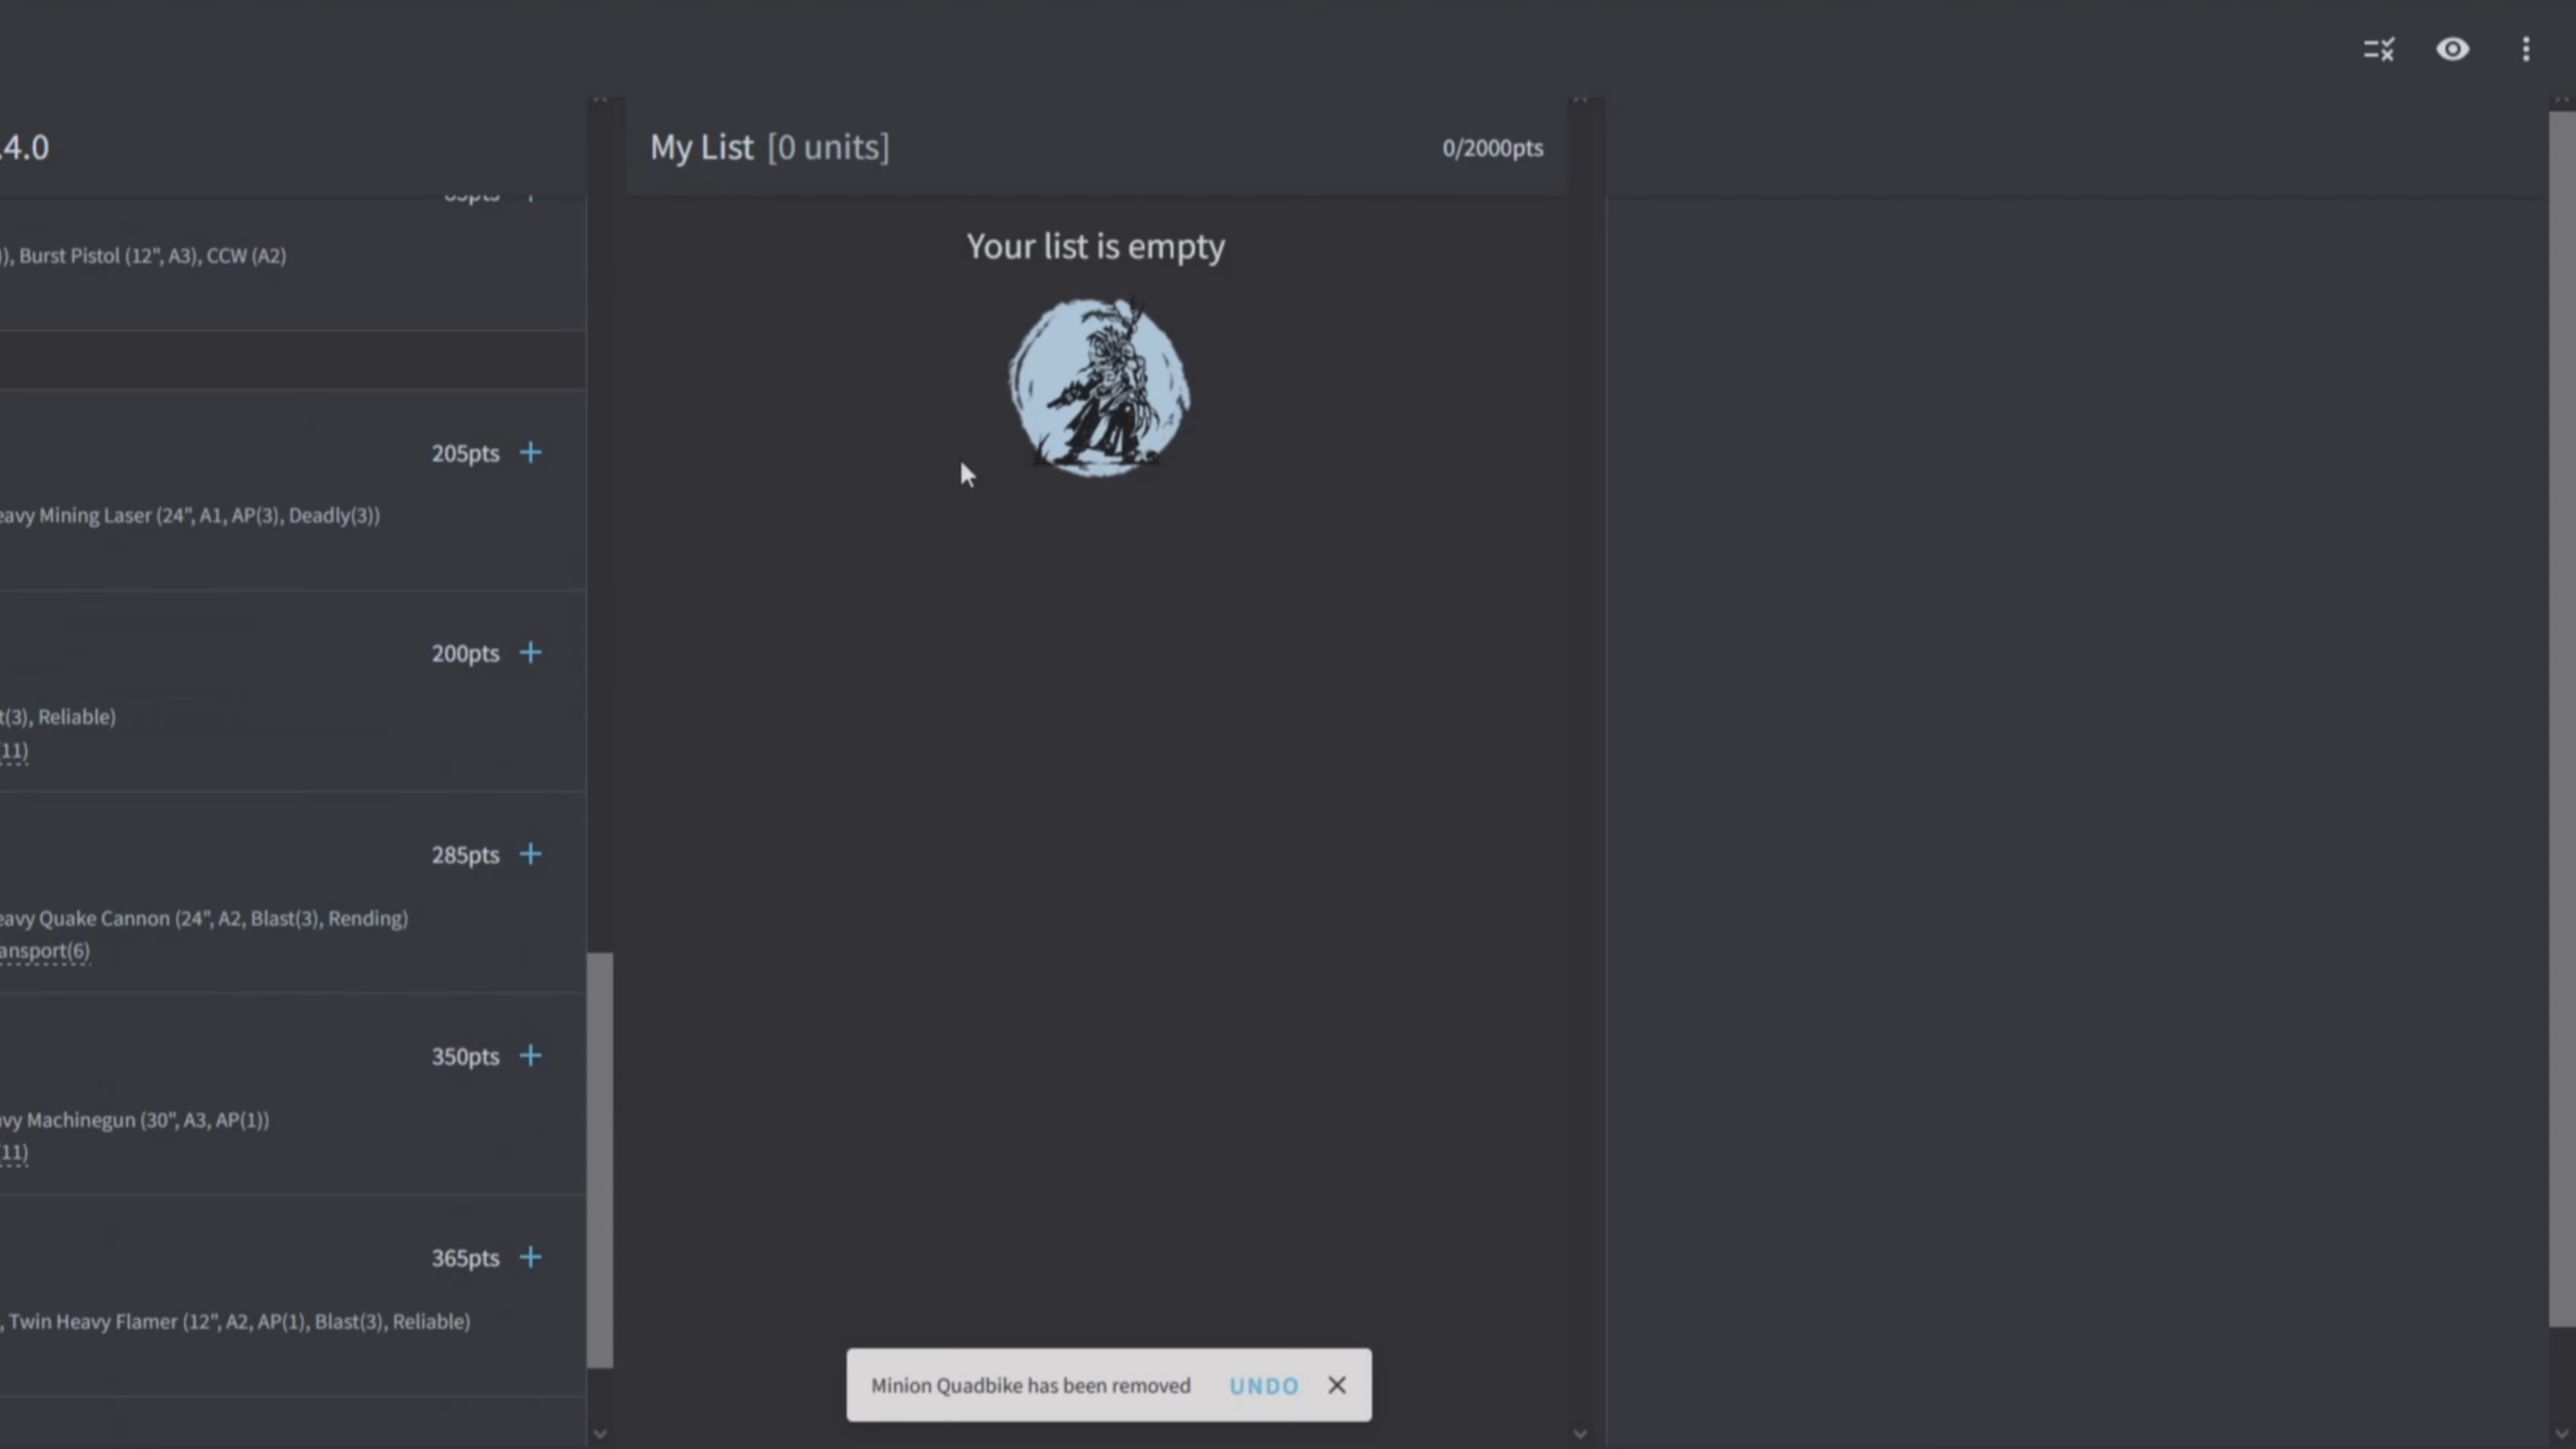 .4.0
My List [0 units]
0/2000pts
), Burst Pistol (12", A3), CCW (A2)
Your list is empty
205pts +
eavy Mining Laser (24", A1, AP(3), Deadly(3))
200pts +
t(3), Reliable)
(11)
285pts +
eavy Quake Cannon (24", A2, Blast(3), Rending)
ansport(6)
350pts +
vy Machinegun (30", A3, AP(1))
(11)
365pts +
, Twin Heavy Flamer (12", A2, AP(1), Blast(3), Reliable)
Minion Quadbike has been removed UNDO